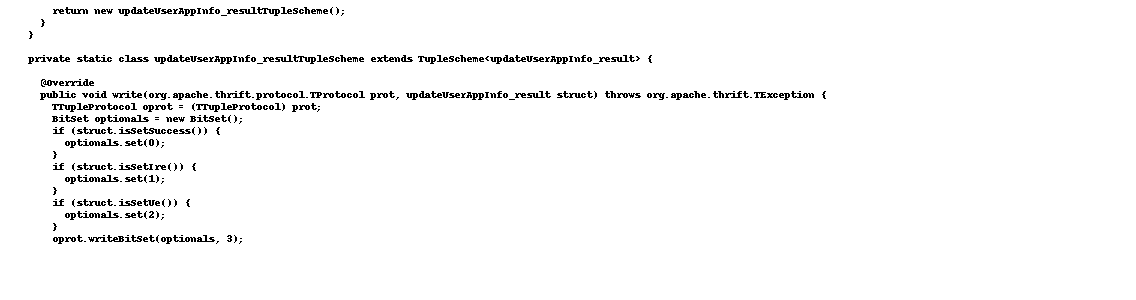 return new updateUserAppInfo_resultTupleScheme();
}
}
private static class updateUserAppInfo_resultTupleScheme extends TupleScheme<updateUserAppInfo_result> {
@Override
public void write(org.apache.thrift.protocol.TProtocol prot, updateUserAppInfo_result struct) throws org.apache.thrift.TException {
TTupleProtocol oprot = (TTupleProtocol) prot;
BitSet optionals = new BitSet();
if (struct.isSetSuccess()) {
optionals.set(0);
}
if (struct.isSetIre()) {
optionals.set(1);
}
if (struct.isSetUe()) {
optionals.set(2);
}
oprot.writeBitSet(optionals, 3);